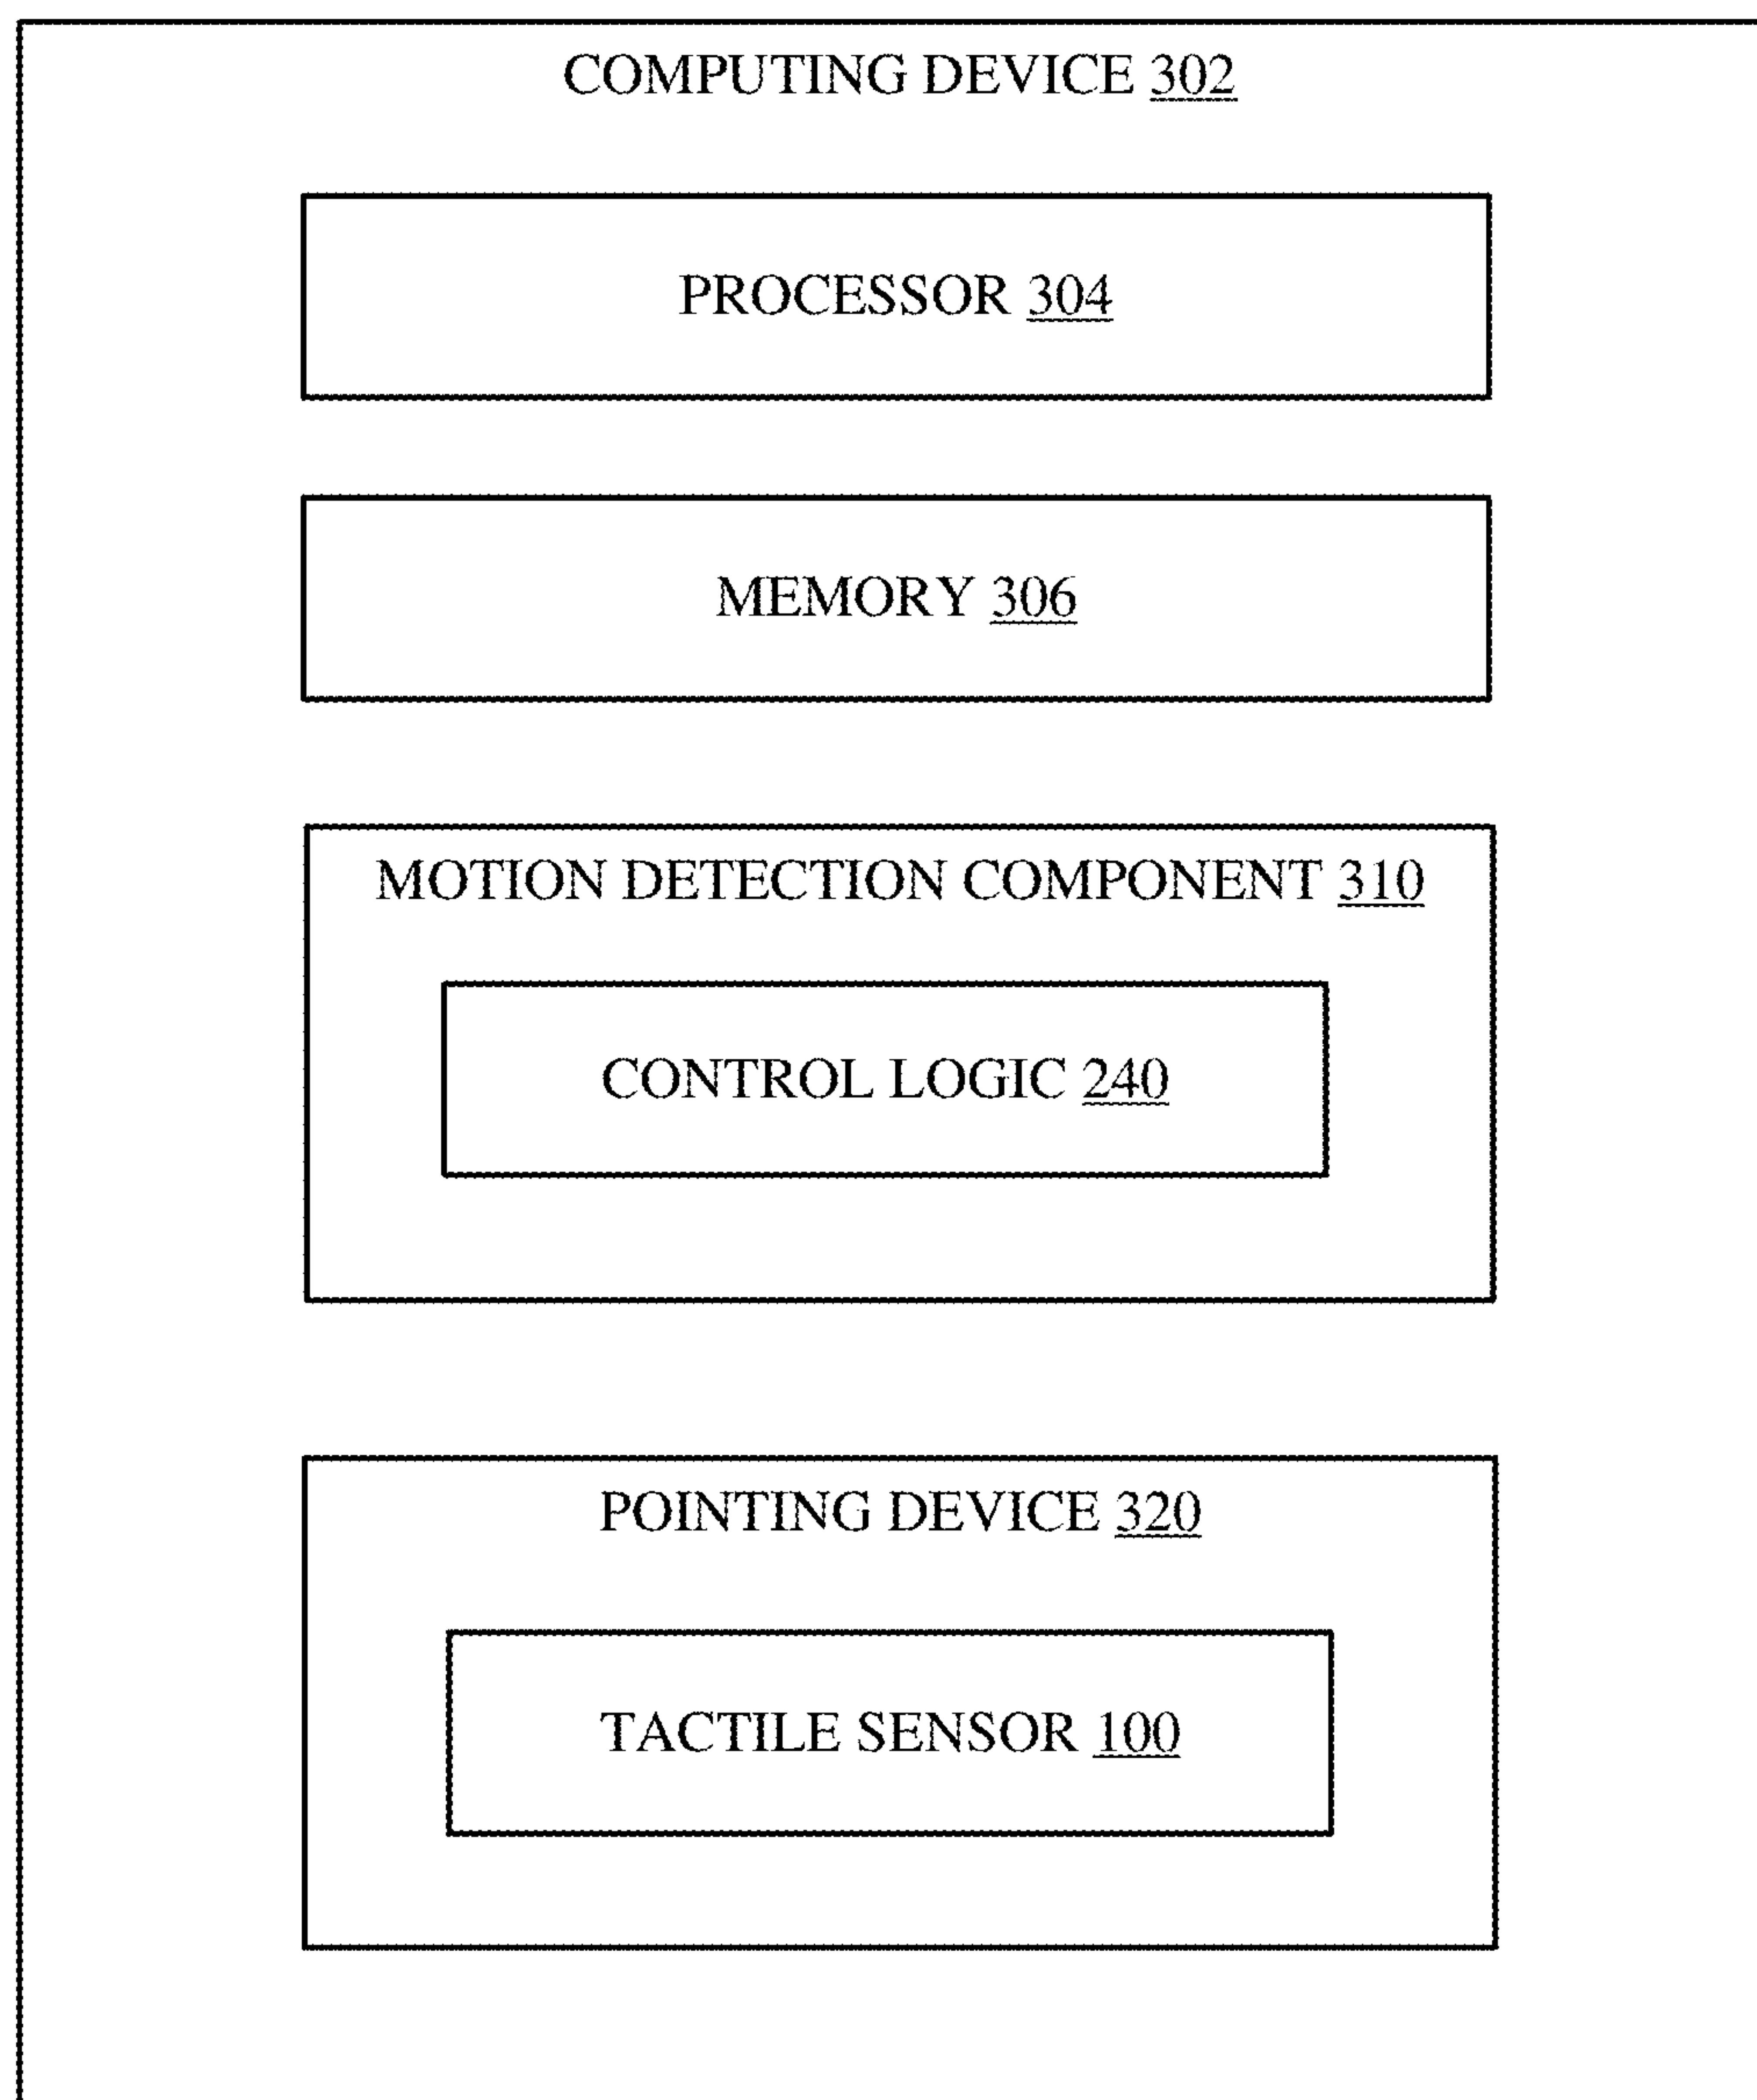 COMPUTING DEVICE 302
PROCESSOR 304
MEMORY 306
MOTION DETECTION COMPONENT 310
CONTROL LOGIC 240
POINTING DEVICE 320
TACTILE SENSOR 100